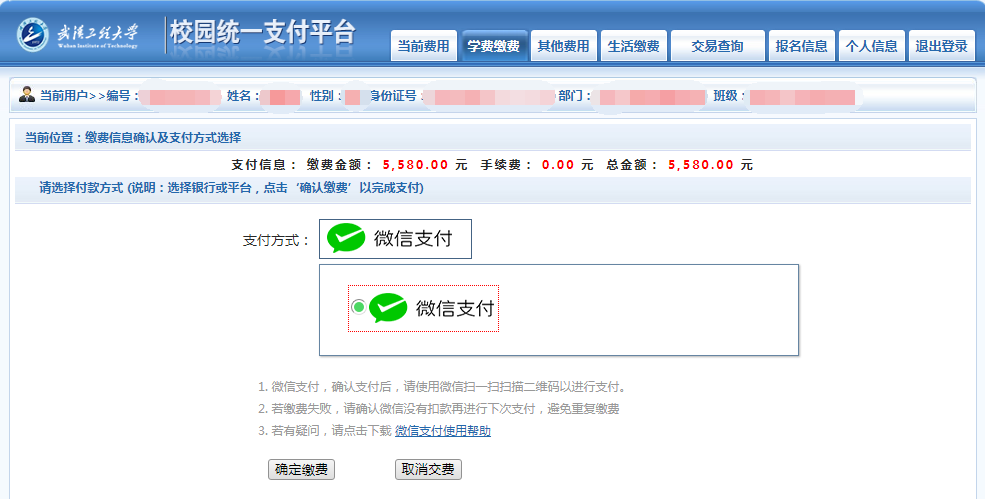 武汉工程大学
Wuhan Institute of Technology
校园统一支付平台
当前费用 学费缴费 其他费用 生活缴费 交易查询 报名信息 个人信息 退出登录
当前用户>>编号： 姓名： 性别： 身份证号： 部门： 班级：
当前位置：缴费信息确认及支付方式选择
支付信息： 缴费金额： 5,580.00 元 手续费： 0.00 元 总金额： 5,580.00 元
请选择付款方式 (说明：选择银行或平台，点击‘确认缴费’以完成支付)
支付方式： 微信支付
微信支付
1. 微信支付，确认支付后，请使用微信扫一扫扫描二维码以进行支付。
2. 若缴费失败，请确认微信没有扣款再进行下次支付，避免重复缴费
3. 若有疑问，请点击下载 微信支付使用帮助
确定缴费 取消交费